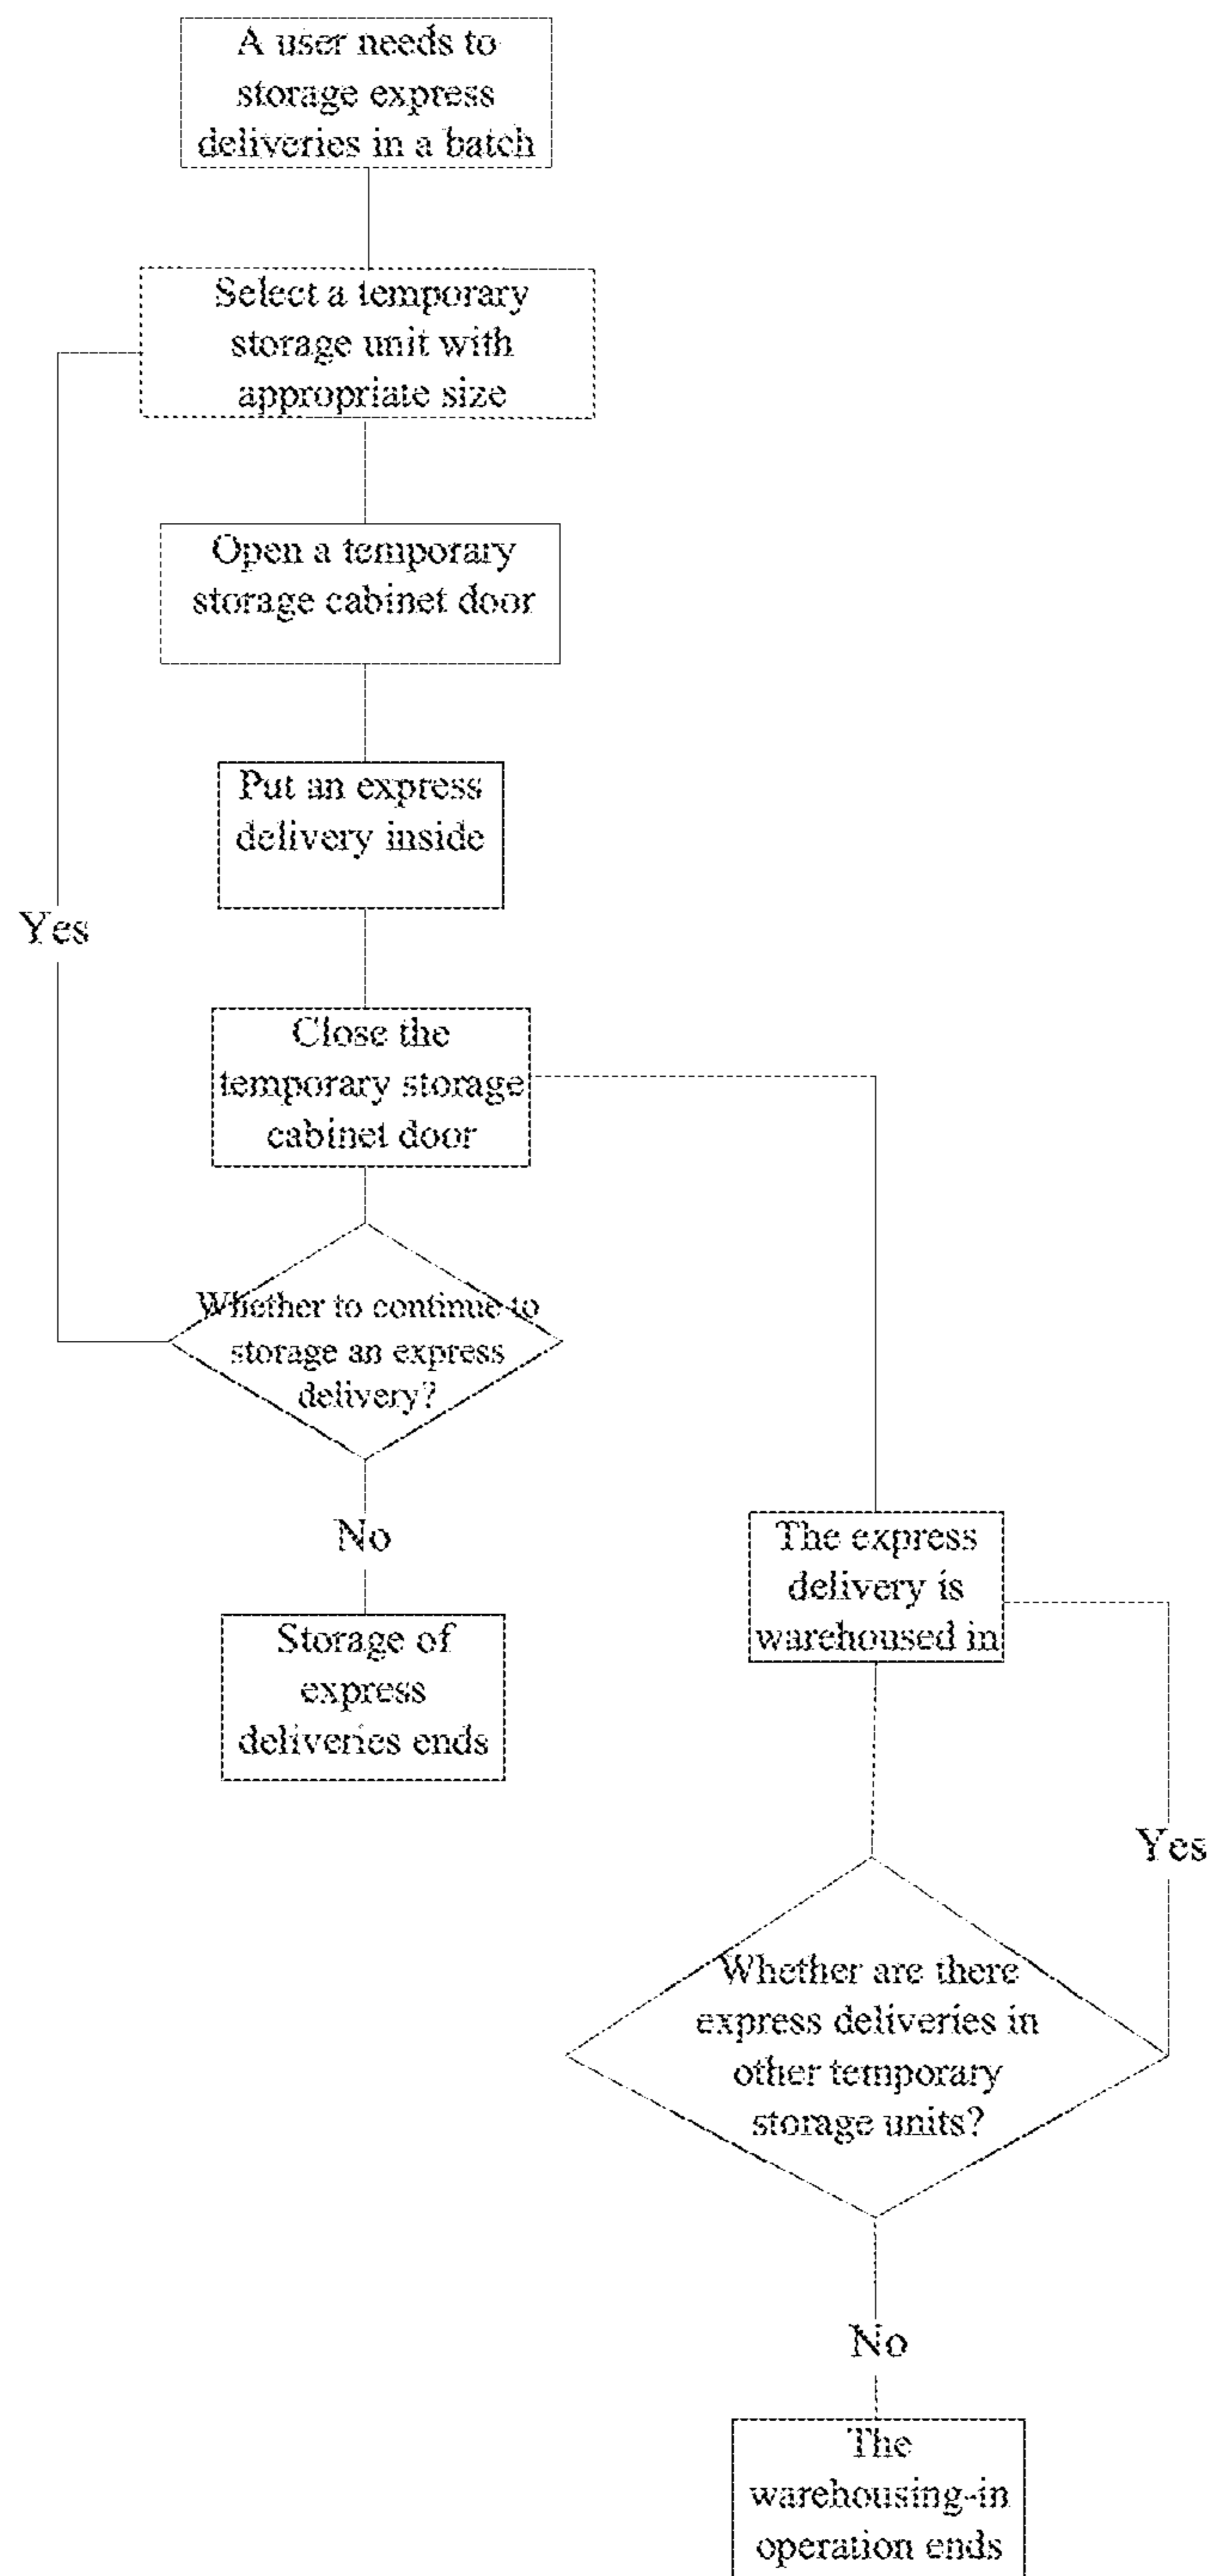 A user needs to
storage express
deliveries in a batch
Select a temporary
storage unit with
appropriate size
Open a temporary
storage cabinet door
Put an express
delivery inside
Yes
Close the
temporary storage
cabinet door
Whether to continue to
storage an express
delivery?
No
Storage of
express
deliveries ends
The express
delivery is
warehoused in
Yes
Whether are there
express deliveries in
other temporary
storage units?
No
The
warehousing-in
operation ends